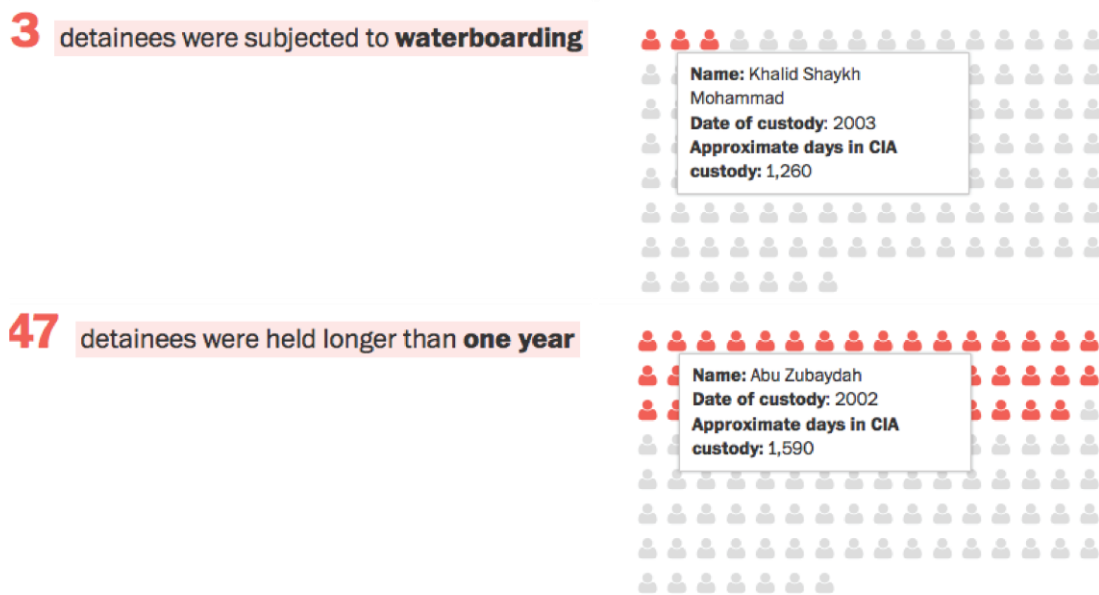 3 detainees were subjected to waterboarding
Name: Khalid Shaykh
Mohammad
Date of custody: 2003
Approximate days in CIA
custody: 1,260
47 detainees were held longer than one year
Name: Abu Zubaydah
Date of custody: 2002
Approximate days in CIA
custody: 1,590